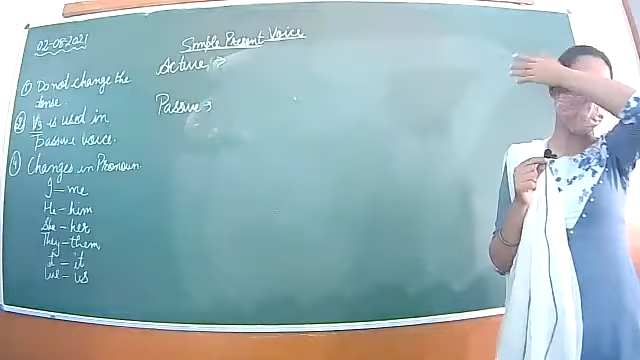 02-08-2021
Simple Present Voice
Active →
Passive →
① Do not change the
tense.
② V3 is used in
passive voice.
④ Changes in Pronoun.
I - me
He - him
She - her
They - them
It - it
We - us